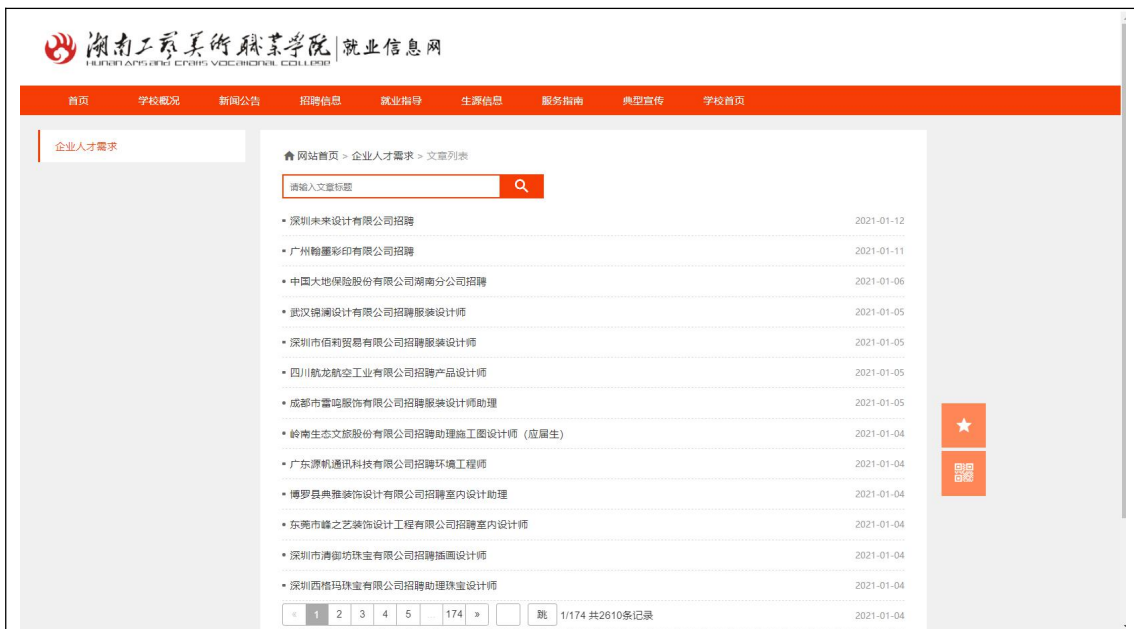 湖南工艺美术职业学院 就业信息网
HUNAN ARTS AND CRAFTS VOCATIONAL COLLEGE
首页 学校概况 新闻公告 招聘信息 就业指导 生源信息 服务指南 典型宣传 学校首页
企业人才需求
网站首页 > 企业人才需求 > 文章列表
请输入文章标题
深圳未来设计有限公司招聘 2021-01-12
广州翰墨彩印有限公司招聘 2021-01-11
中国大地保险股份有限公司湖南分公司招聘 2021-01-06
武汉锦澜设计有限公司招聘服装设计师 2021-01-05
深圳市佰莉贸易有限公司招聘服装设计师 2021-01-05
四川航龙航空工业有限公司招聘产品设计师 2021-01-05
成都市雷鸣服饰有限公司招聘服装设计师助理 2021-01-05
岭南生态文旅股份有限公司招聘助理施工图设计师（应届生） 2021-01-04
广东源帆通讯科技有限公司招聘环境工程师 2021-01-04
博罗县典雅装饰设计有限公司招聘室内设计助理 2021-01-04
东莞市峰之艺装饰设计工程有限公司招聘室内设计师 2021-01-04
深圳市清御坊珠宝有限公司招聘插画设计师 2021-01-04
深圳西格玛珠宝有限公司招聘助理珠宝设计师 2021-01-04
« 1 2 3 4 5 ... 174 » 跳 1/174 共2610条记录 2021-01-04